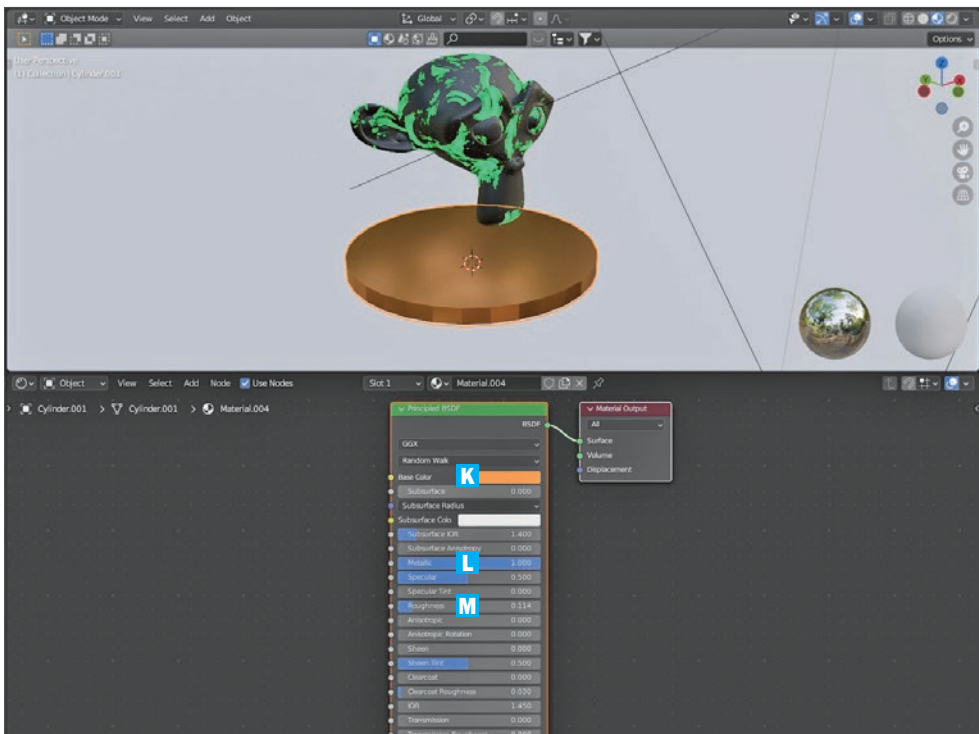 Object Mode View Select Add Object Global
Options
User Perspective
(1) Collection | Cylinder.001
Z
Y X
Object View Select Add Node Use Nodes Slot 1 Material.004
Cylinder.001 > Cylinder.001 > Material.004
Principled BSDF
BSDF
GGX
Random Walk
Base Color K
Subsurface 0.000
Subsurface Radius
Subsurface Colo
Subsurface IOR 1.400
Subsurface Anisotropy 0.000
Metallic L 1.000
Specular 0.500
Specular Tint 0.000
Roughness M 0.114
Anisotropic 0.000
Anisotropic Rotation 0.000
Sheen 0.000
Sheen Tint 0.500
Clearcoat 0.000
Clearcoat Roughness 0.030
IOR 1.450
Transmission 0.000
Material Output
All
Surface
Volume
Displacement